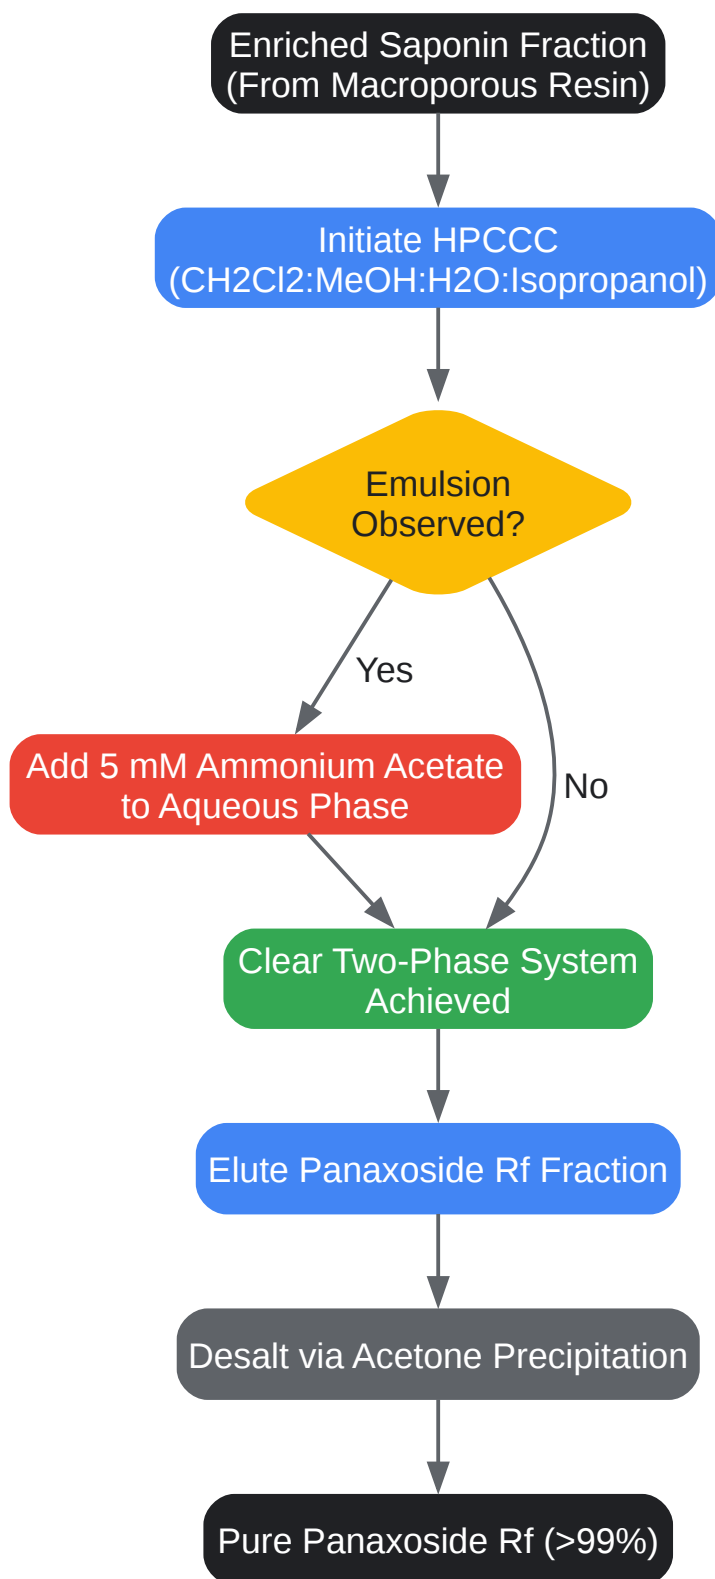 Enriched Saponin Fraction
(From Macroporous Resin)
Initiate HPCCC
(CH2Cl2:MeOH:H2O:Isopropanol)
Emulsion
Observed?
Yes
Add 5 mM Ammonium Acetate
to Aqueous Phase
No
Clear Two-Phase System
Achieved
Elute Panaxoside Rf Fraction
Desalt via Acetone Precipitation
Pure Panaxoside Rf (>99%)